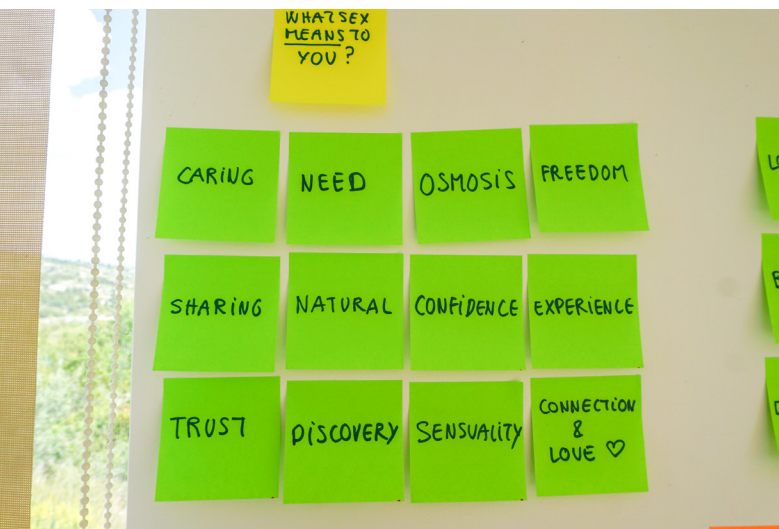 WHAT SEX
MEANS TO
YOU?
CARING
NEED
OSMOSiS
FREEDOM
SHARiNG
NATURAL
CONFiDENCE
EXPERiENCE
TRUST
DiSCOVERY
SENSUALiTY
CONNECTiON
&
LOVE ♡